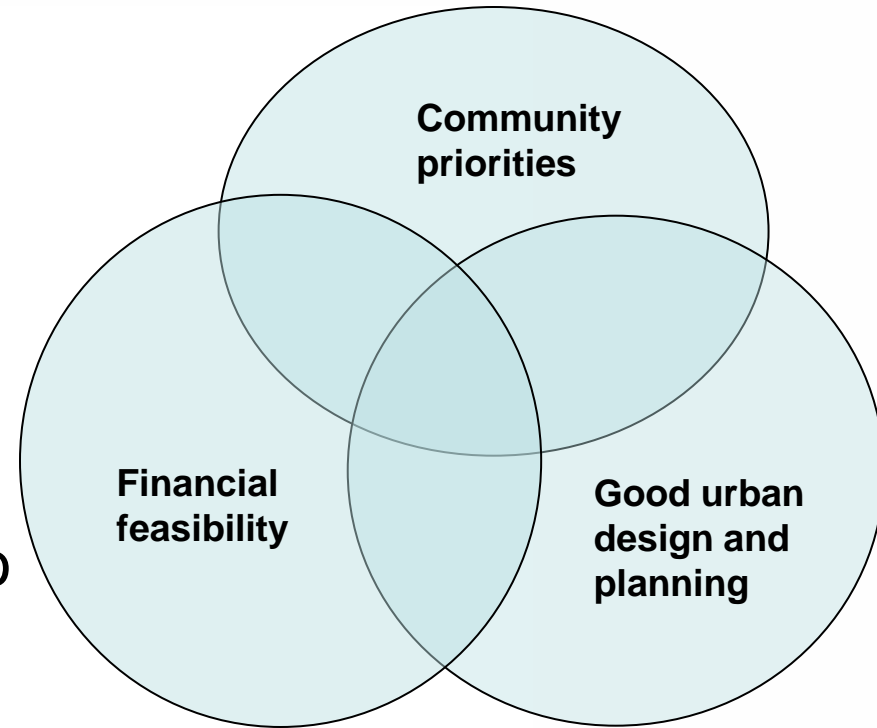 Community
priorities
Financial
feasibility
Good urban
design and
planning